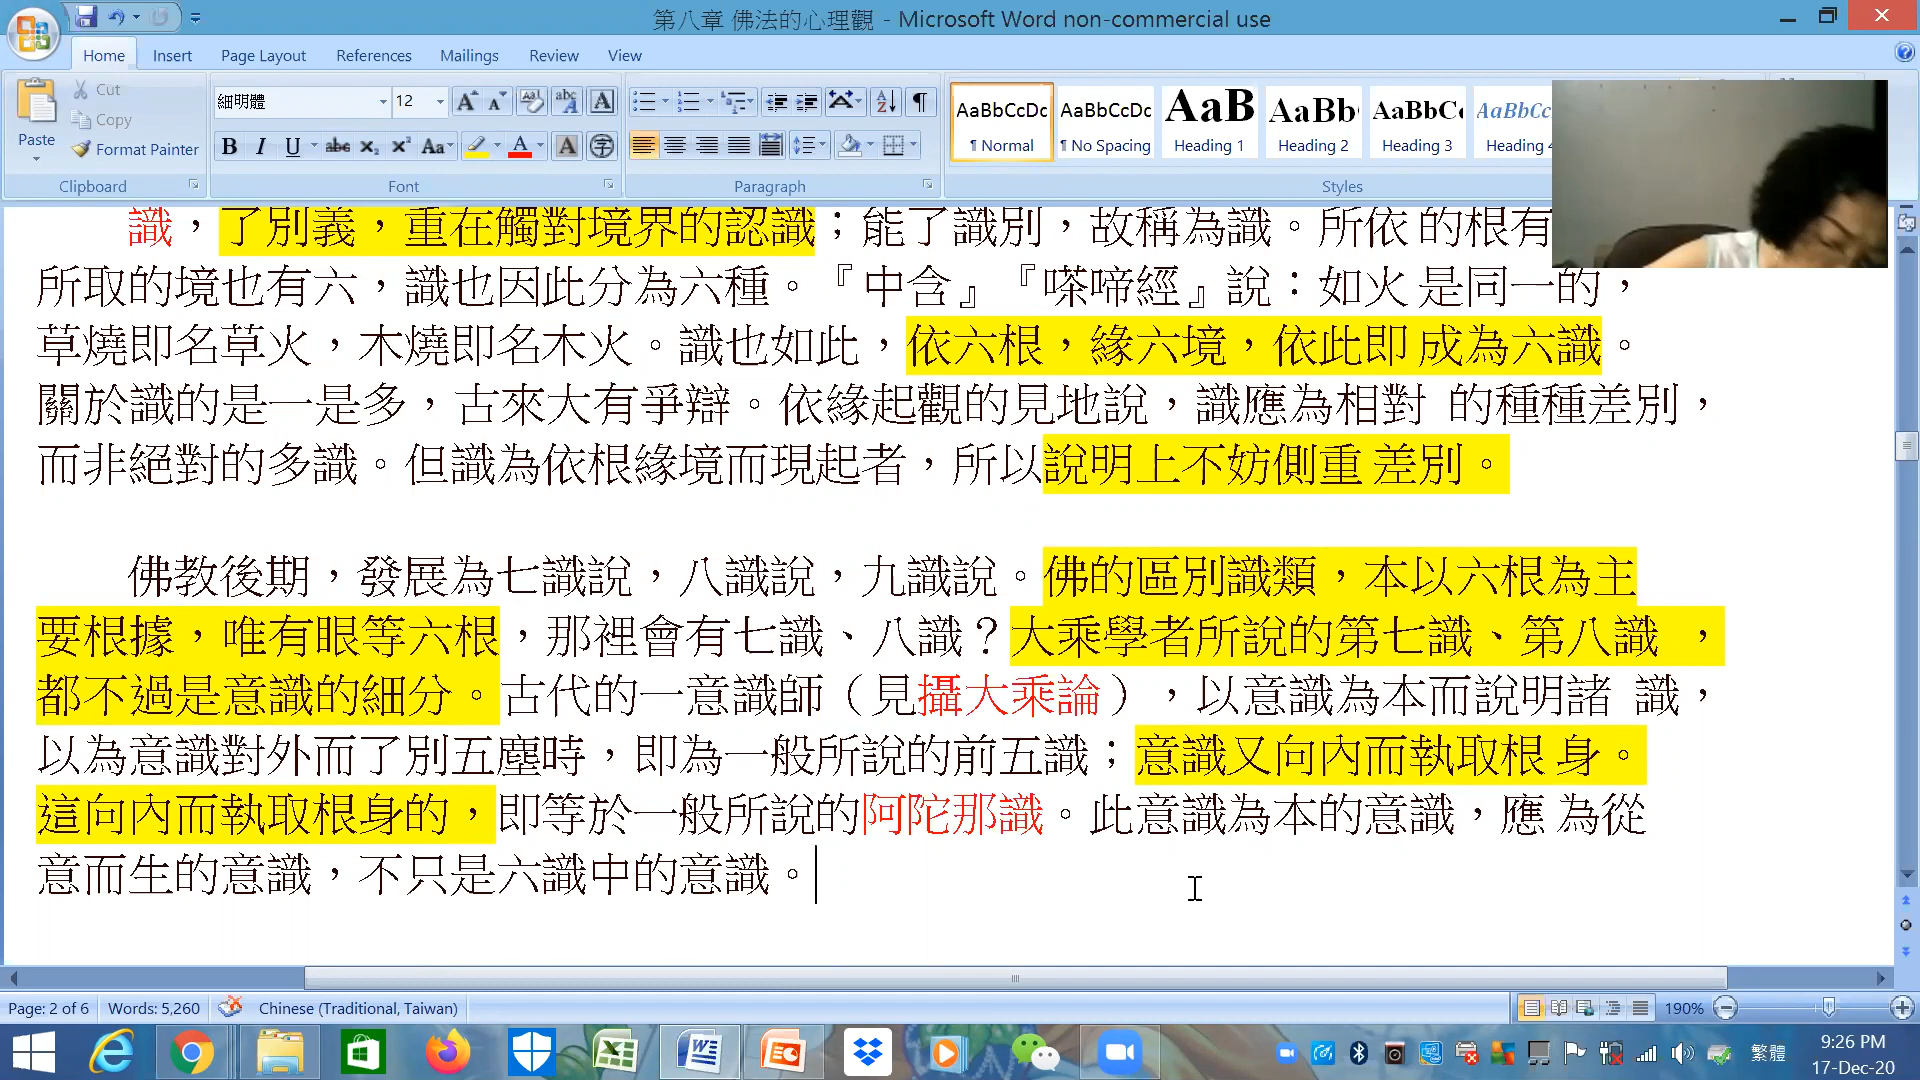 第八章 佛法的心理觀 - Microsoft Word non-commercial use
Home Insert Page Layout References Mailings Review View
Paste
Cut
Copy
Format Painter
Clipboard
細明體 12
Font
Paragraph
AaBbCcDc AaBbCcDc AaB AaBb( AaBbC( AaBbCcDc
¶ Normal ¶ No Spacing Heading 1 Heading 2 Heading 3 Heading 4
Styles
識，了別義，重在觸對境界的認識；能了識別，故稱為識。所依 的根有
所取的境也有六，識也因此分為六種。『中含』『嗏啼經』說：如火 是同一的，
草燒即名草火，木燒即名木火。識也如此，依六根，緣六境，依此即 成為六識。
關於識的是一是多，古來大有爭辯。依緣起觀的見地說，識應為相對 的種種差別，
而非絕對的多識。但識為依根緣境而現起者，所以說明上不妨側重 差別。
佛教後期，發展為七識說，八識說，九識說。佛的區別識類，本以六根為主
要根據，唯有眼等六根，那裡會有七識、八識？大乘學者所說的第七識、第八識 ，
都不過是意識的細分。古代的一意識師（見攝大乘論），以意識為本而說明諸 識，
以為意識對外而了別五塵時，即為一般所說的前五識；意識又向內而執取根 身。
這向內而執取根身的，即等於一般所說的阿陀那識。此意識為本的意識，應 為從
意而生的意識，不只是六識中的意識。
Page: 2 of 6 Words: 5,260 Chinese (Traditional, Taiwan) 190%
繁體
9:26 PM
17-Dec-20